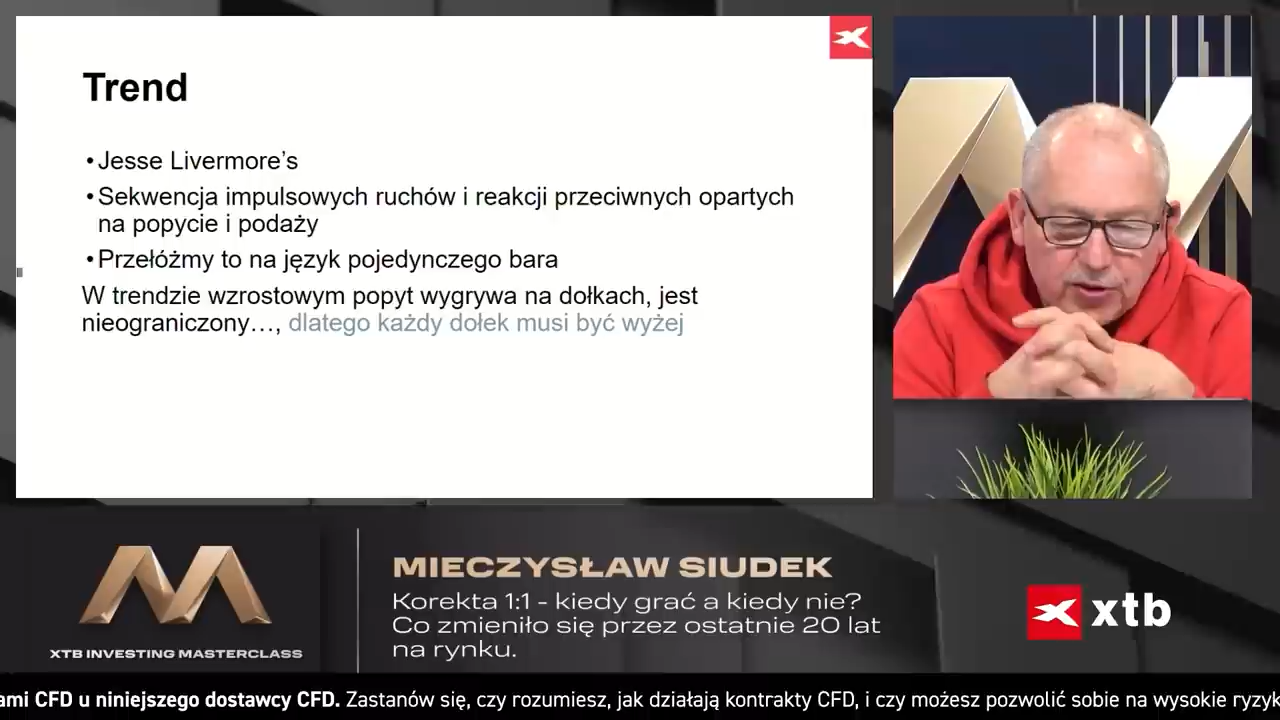 Trend
•Jesse Livermore’s
•Sekwencja impulsowych ruchów i reakcji przeciwnych opartych
na popycie i podaży
•Przełóżmy to na język pojedynczego bara
W trendzie wzrostowym popyt wygrywa na dołkach, jest
nieograniczony…, dlatego każdy dołek musi być wyżej
MIECZYSŁAW SIUDEK
Korekta 1:1 - kiedy grać a kiedy nie?
Co zmieniło się przez ostatnie 20 lat
na rynku.
XTB INVESTING MASTERCLASS
xtb
ami CFD u niniejszego dostawcy CFD. Zastanów się, czy rozumiesz, jak działają kontrakty CFD, i czy możesz pozwolić sobie na wysokie ryzyk